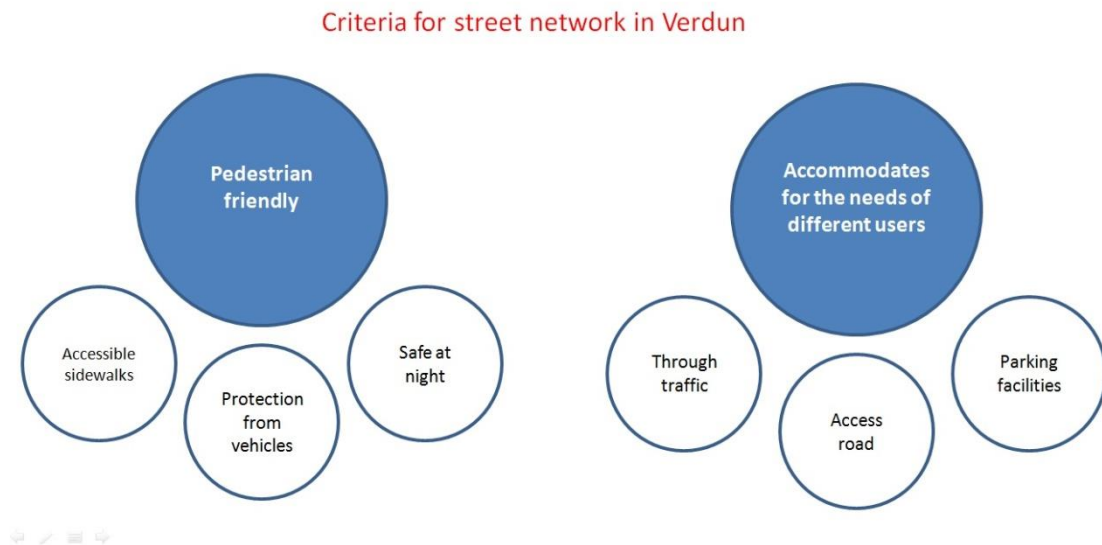 Criteria for street network in Verdun
Pedestrian
friendly
Accessible
sidewalks
Protection
from
vehicles
Safe at
night
Accommodates
for the needs of
different users
Through
traffic
Access
road
Parking
facilities